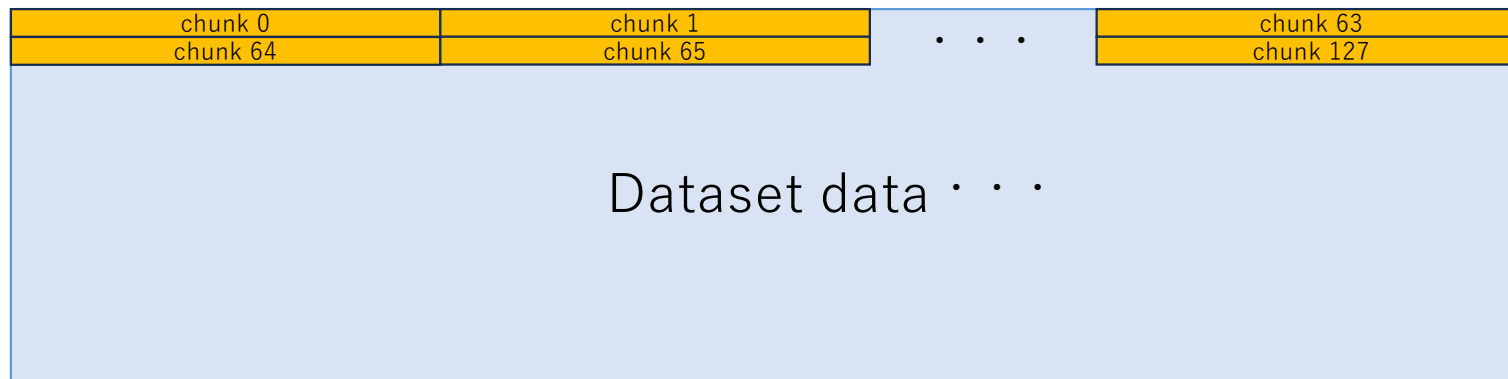 chunk 0 chunk 1 ・・・ chunk 63
chunk 64 chunk 65 chunk 127
Dataset data・・・